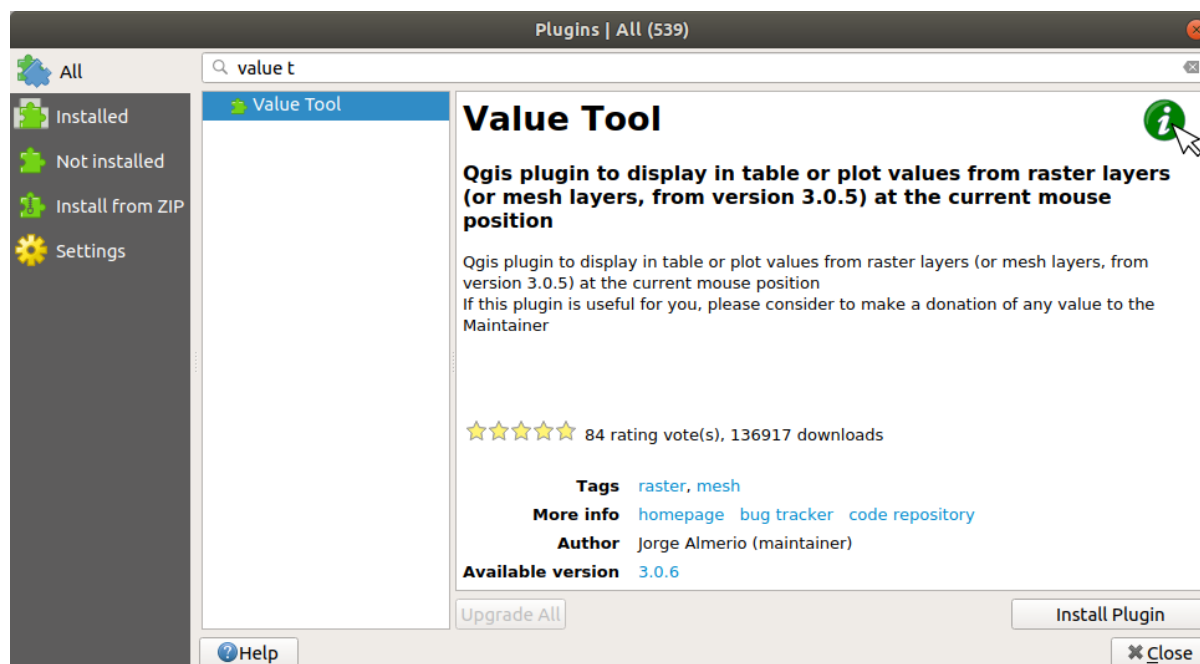 Plugins | All (539)
All
Installed
Not installed
Install from ZIP
Settings
value t
Value Tool
Value Tool
Qgis plugin to display in table or plot values from raster layers
(or mesh layers, from version 3.0.5) at the current mouse
position
Qgis plugin to display in table or plot values from raster layers (or mesh layers, from
version 3.0.5) at the current mouse position
If this plugin is useful for you, please consider to make a donation of any value to the
Maintainer
84 rating vote(s), 136917 downloads
Tags raster, mesh
More info homepage bug tracker code repository
Author Jorge Almerio (maintainer)
Available version 3.0.6
Upgrade All
Install Plugin
Help
Close